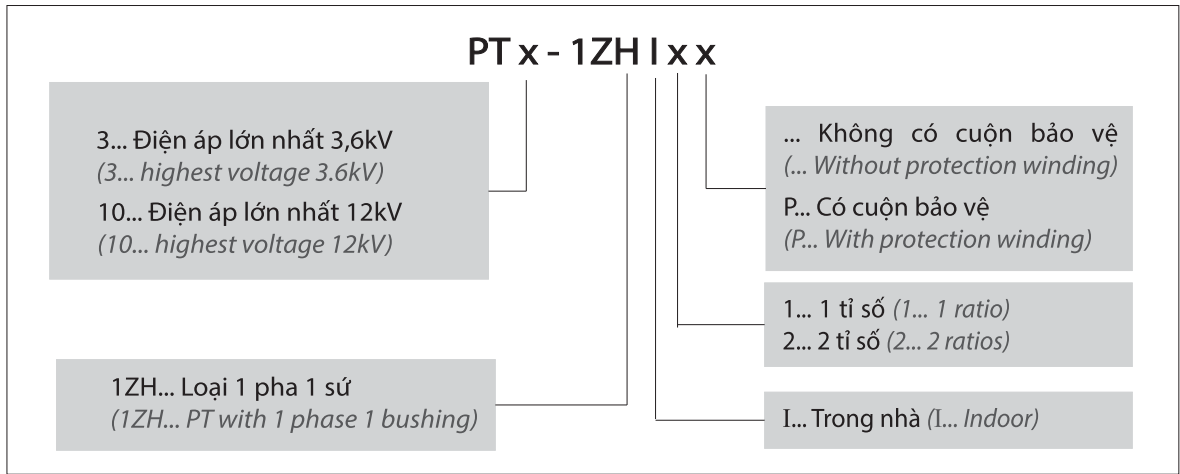 PT x - 1ZH I x x
3... Điện áp lớn nhất 3,6kV
(3... highest voltage 3.6kV)
10... Điện áp lớn nhất 12kV
(10... highest voltage 12kV)
1ZH... Loại 1 pha 1 sứ
(1ZH... PT with 1 phase 1 bushing)
... Không có cuộn bảo vệ
(... Without protection winding)
P... Có cuộn bảo vệ
(P... With protection winding)
1... 1 tỉ số (1... 1 ratio)
2... 2 tỉ số (2... 2 ratios)
I... Trong nhà (I... Indoor)